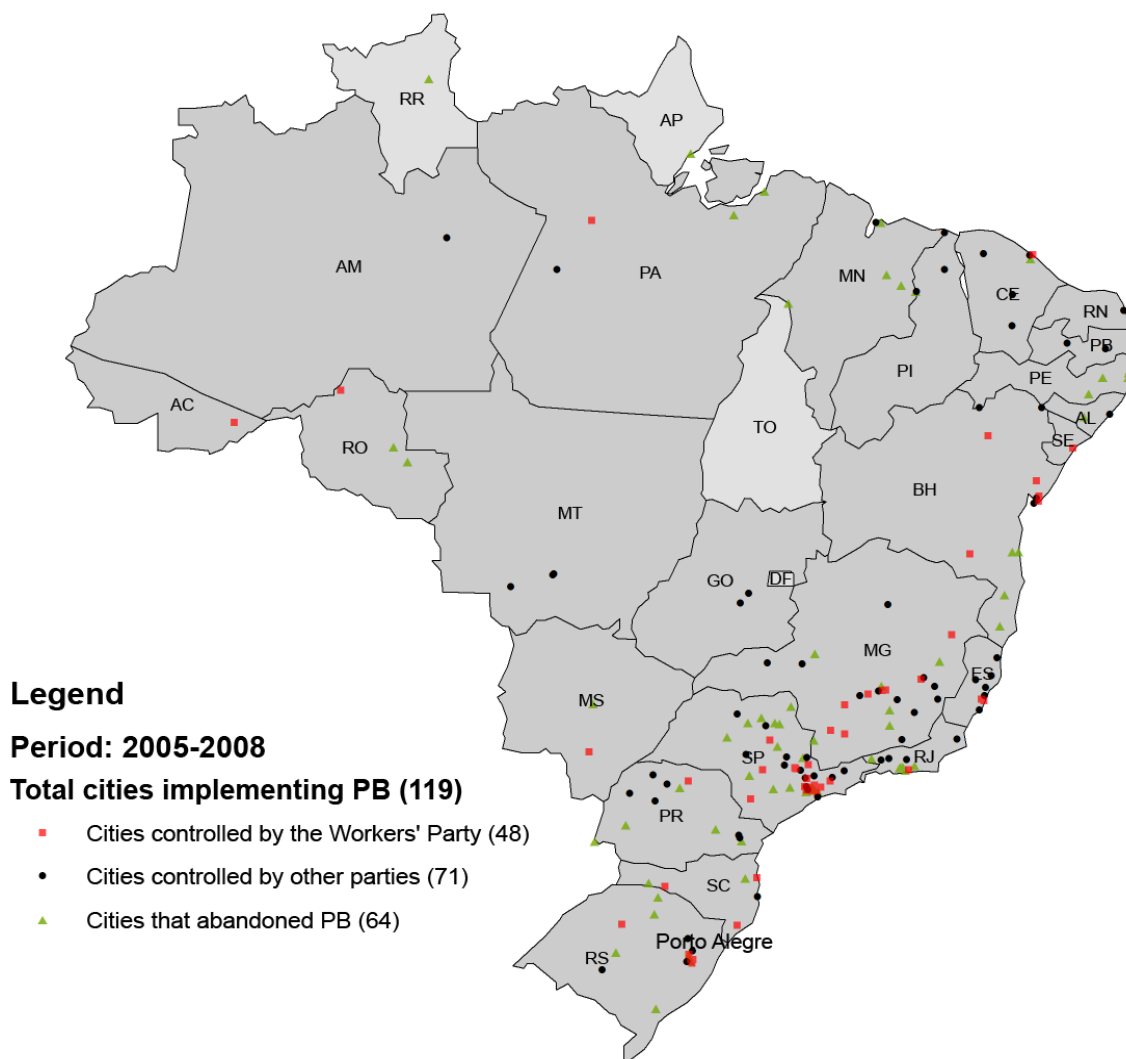 RR
AP
AM
PA
MN
CE
RN
PB
PI
PE
AC
AL
TO
SE
RO
BH
MT
GO
DF
MG
ES
MS
Legend
Period: 2005-2008
SP
RJ
Total cities implementing PB (119)
PR
Cities controlled by the Workers' Party (48)
Cities controlled by other parties (71)
SC
Cities that abandoned PB (64)
Porto Alegre
RS